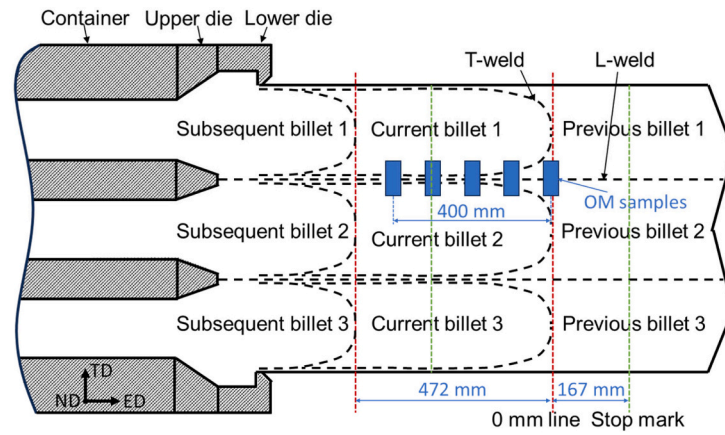 Container Upper die Lower die
T-weld L-weld
Subsequent billet 1 Current billet 1 Previous billet 1
400 mm OM samples
Subsequent billet 2 Current billet 2 Previous billet 2
Subsequent billet 3 Current billet 3 Previous billet 3
TD
ND ED
472 mm 167 mm
0 mm line Stop mark